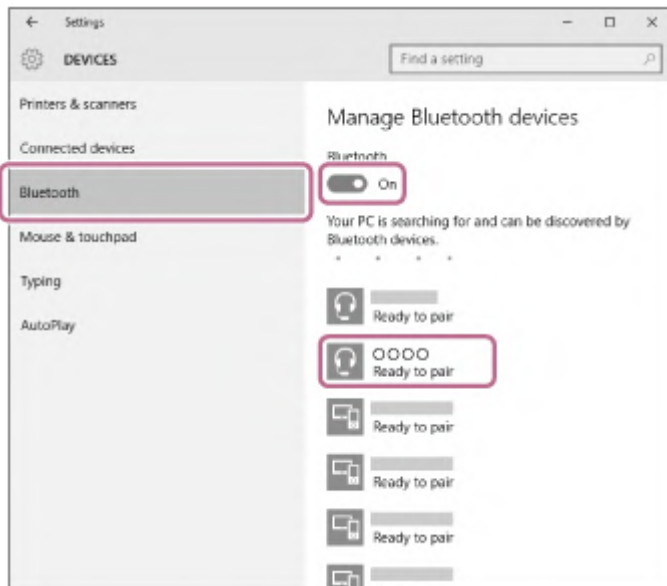 Settings
DEVICES
Find a setting
Printers & scanners
Connected devices
Bluetooth
Mouse & touchpad
Typing
AutoPlay
Manage Bluetooth devices
Bluetooth
On
Your PC is searching for and can be discovered by
Bluetooth devices.
Ready to pair
OOOO
Ready to pair
Ready to pair
Ready to pair
Ready to pair